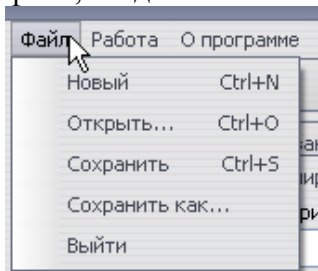 Файл Работа О программе
Новый Ctrl+N
Открыть... Ctrl+O
Сохранить Ctrl+S
Сохранить как...
Выйти